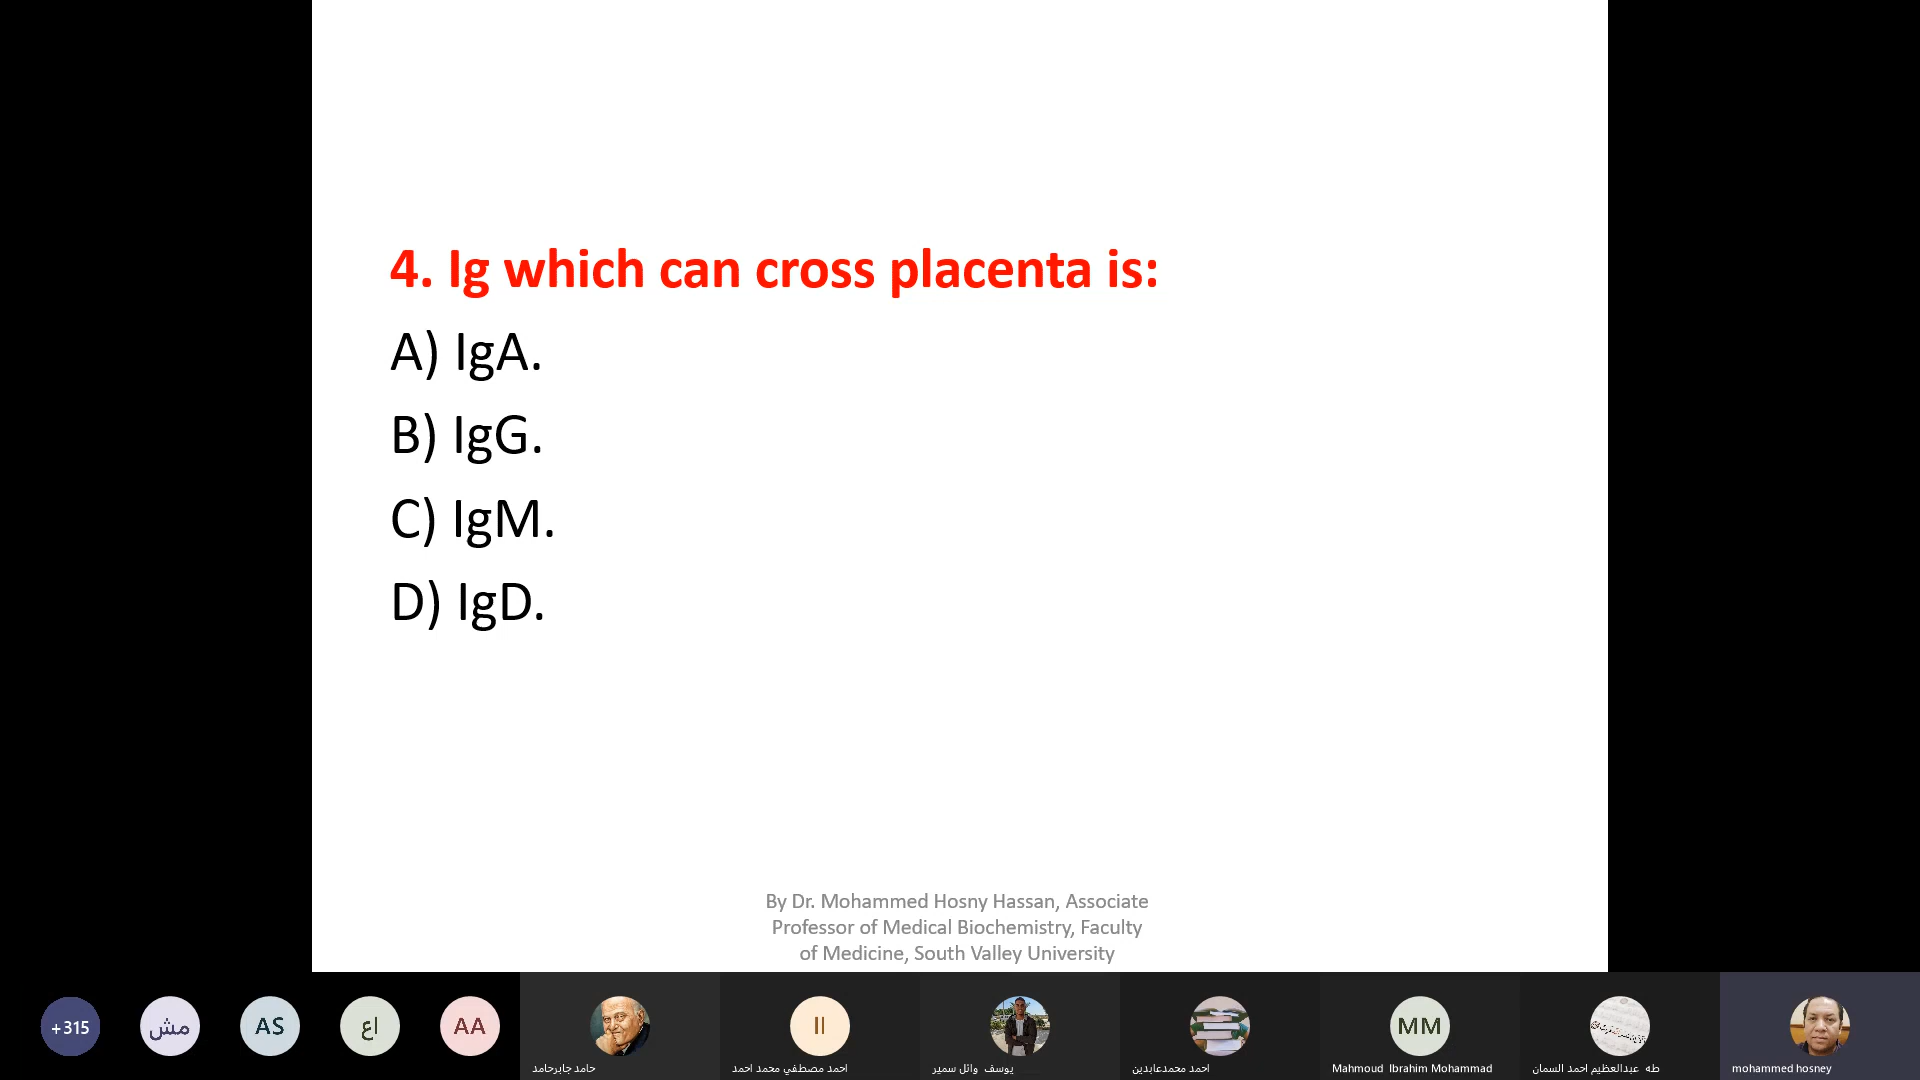 4. Ig which can cross placenta is:
A) IgA.
B) IgG.
C) IgM.
D) IgD.
By Dr. Mohammed Hosny Hassan, Associate
Professor of Medical Biochemistry, Faculty
of Medicine, South Valley University
+315
مش
AS
اع
AA
حامد جابرحامد
اا
احمد مصطفي محمد احمد
يوسف وائل سمير
احمد محمدعابدين
MM
Mahmoud Ibrahim Mohammad
طه عبدالعظيم احمد السمان
mohammed hosney